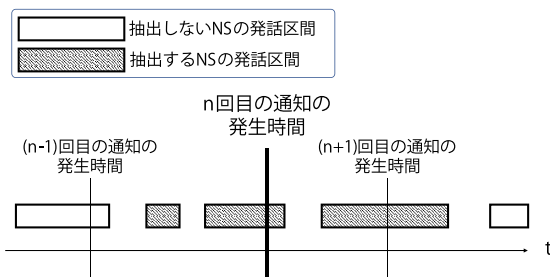 抽出しないNSの発話区間
抽出するNSの発話区間
n回目の通知の
発生時間
(n-1)回目の通知の
発生時間
(n+1)回目の通知の
発生時間
t